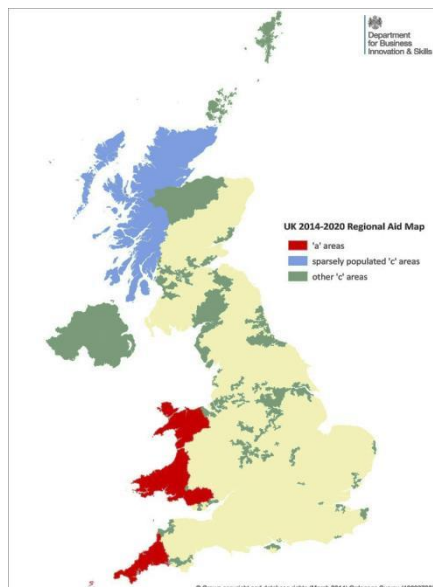 Department
for Business
Innovation & Skills
UK 2014-2020 Regional Aid Map
'a' areas
sparsely populated 'c' areas
other 'c' areas